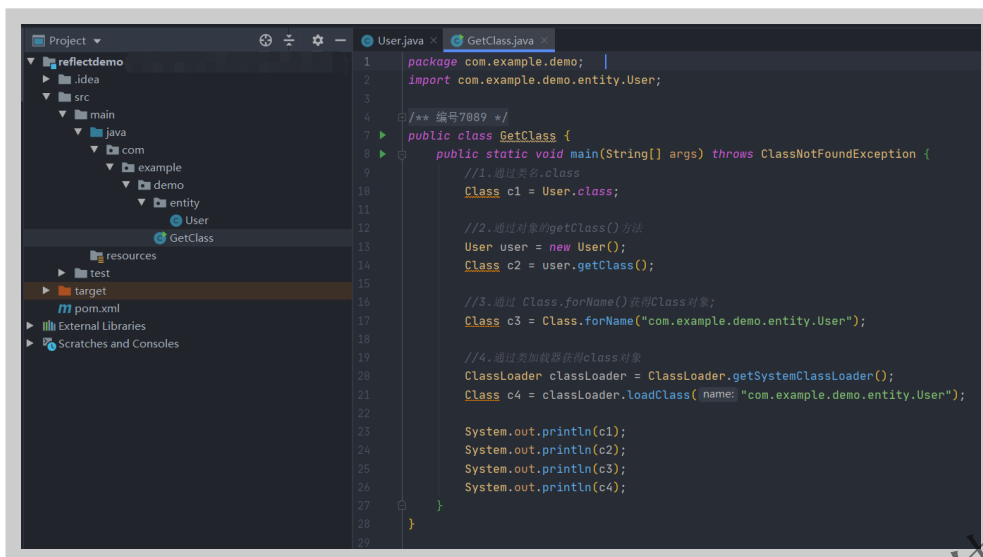 Project
reflectdemo
.idea
src
main
java
com
example
demo
entity
User
GetClass
resources
test
target
pom.xml
External Libraries
Scratches and Consoles
User.java
GetClass.java
1 package com.example.demo;
2 import com.example.demo.entity.User;
3
4 /** 编号7089 */
7 public class GetClass {
8 public static void main(String[] args) throws ClassNotFoundException {
9 //1.通过类名.class
10 Class c1 = User.class;
11
12 //2.通过对象的getClass()方法
13 User user = new User();
14 Class c2 = user.getClass();
15
16 //3.通过 Class.forName()获得Class对象;
17 Class c3 = Class.forName("com.example.demo.entity.User");
18
19 //4.通过类加载器获得class对象
20 ClassLoader classLoader = ClassLoader.getSystemClassLoader();
21 Class c4 = classLoader.loadClass( name: "com.example.demo.entity.User");
22
23 System.out.println(c1);
24 System.out.println(c2);
25 System.out.println(c3);
26 System.out.println(c4);
27 }
28 }
29